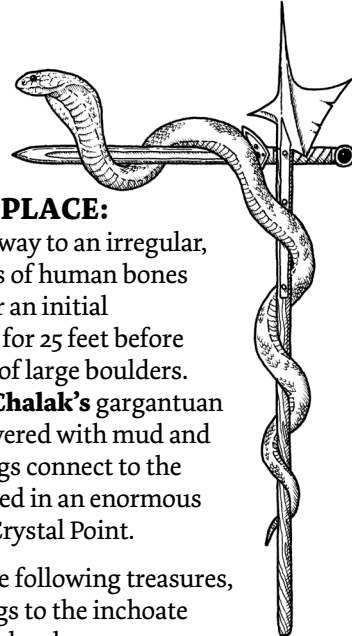 PLACE:
way to an irregular,
s of human bones
r an initial
for 25 feet before
of large boulders.
Chalak's gargantuan
vered with mud and
gs connect to the
ed in an enormous
Crystal Point.
e following treasures,
gs to the inchoate